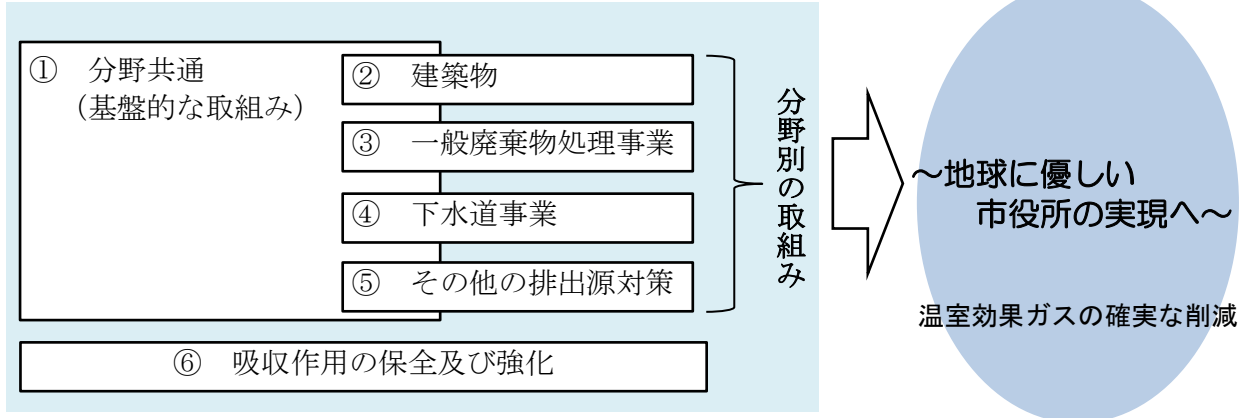 ① 分野共通
（基盤的な取組み）
② 建築物
③ 一般廃棄物処理事業
④ 下水道事業
⑤ その他の排出源対策
⑥ 吸収作用の保全及び強化
分野別の取組み
～地球に優しい
市役所の実現へ～
温室効果ガスの確実な削減